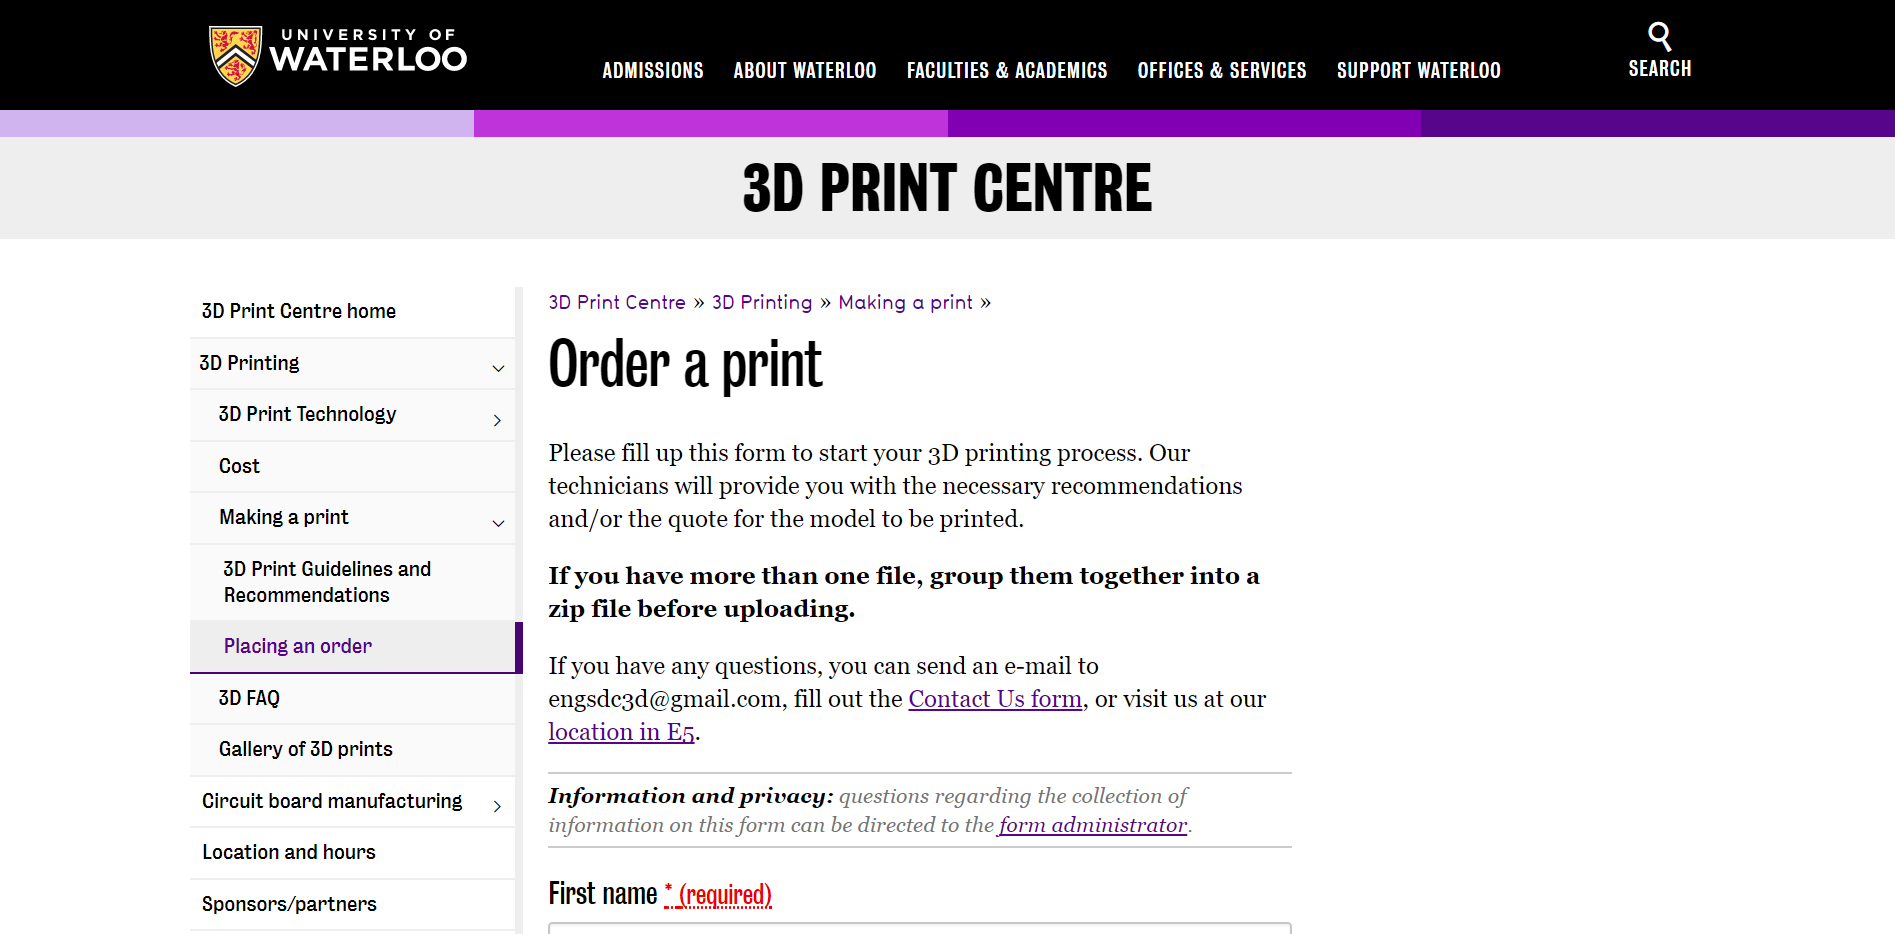 UNIVERSITY OF
WATERLOO
ADMISSIONS
ABOUT WATERLOO
FACULTIES & ACADEMICS
OFFICES & SERVICES
SUPPORT WATERLOO
SEARCH
3D PRINT CENTRE
3D Print Centre home
3D Printing
3D Print Technology
Cost
Making a print
3D Print Guidelines and
Recommendations
Placing an order
3D FAQ
Gallery of 3D prints
Circuit board manufacturing
Location and hours
Sponsors/partners
3D Print Centre » 3D Printing » Making a print »
Order a print
Please fill up this form to start your 3D printing process. Our
technicians will provide you with the necessary recommendations
and/or the quote for the model to be printed.
If you have more than one file, group them together into a
zip file before uploading.
If you have any questions, you can send an e-mail to
engsdc3d@gmail.com, fill out the Contact Us form, or visit us at our
location in E5.
Information and privacy: questions regarding the collection of
information on this form can be directed to the form administrator.
First name * (required)